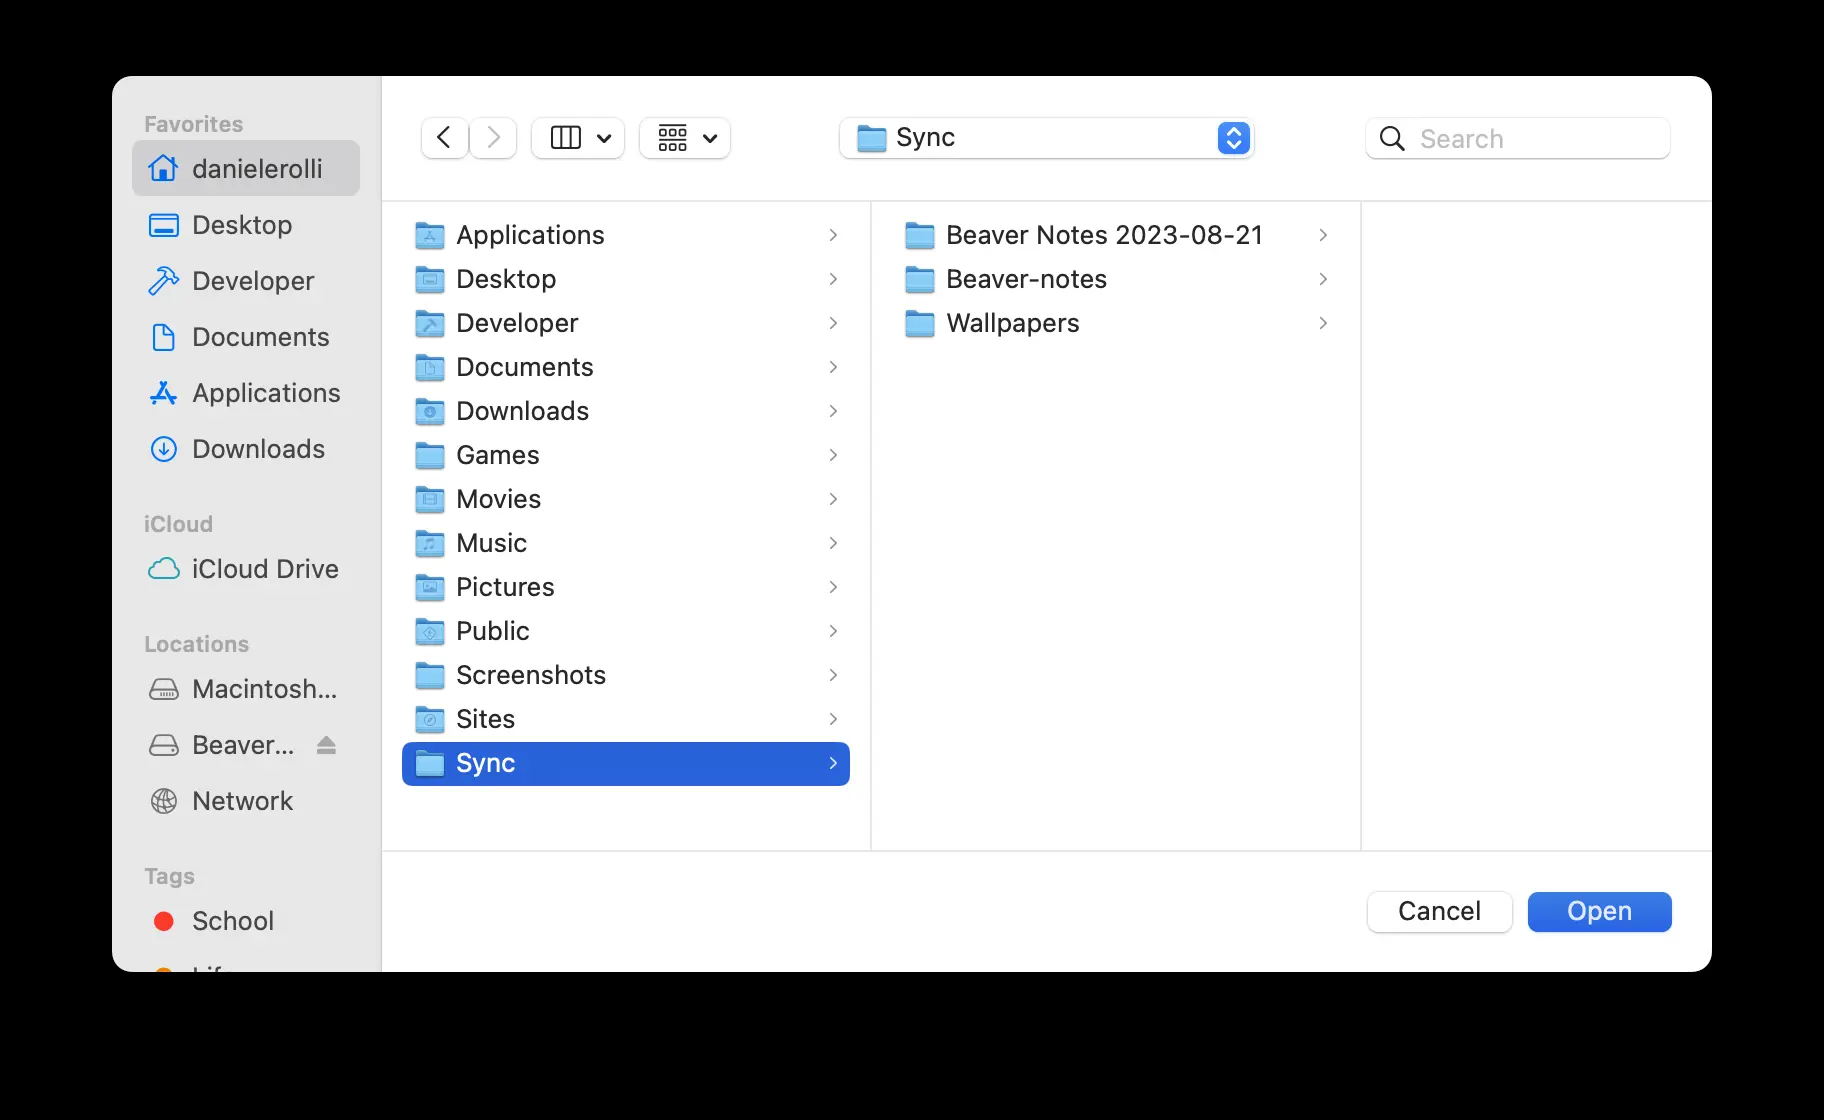 Favorites
danielerolli
Desktop
Developer
Documents
Applications
Downloads
iCloud
iCloud Drive
Locations
Macintosh...
Beaver...
Network
Tags
School
Sync
Search
Applications
Desktop
Developer
Documents
Downloads
Games
Movies
Music
Pictures
Public
Screenshots
Sites
Sync
Beaver Notes 2023-08-21
Beaver-notes
Wallpapers
Cancel
Open